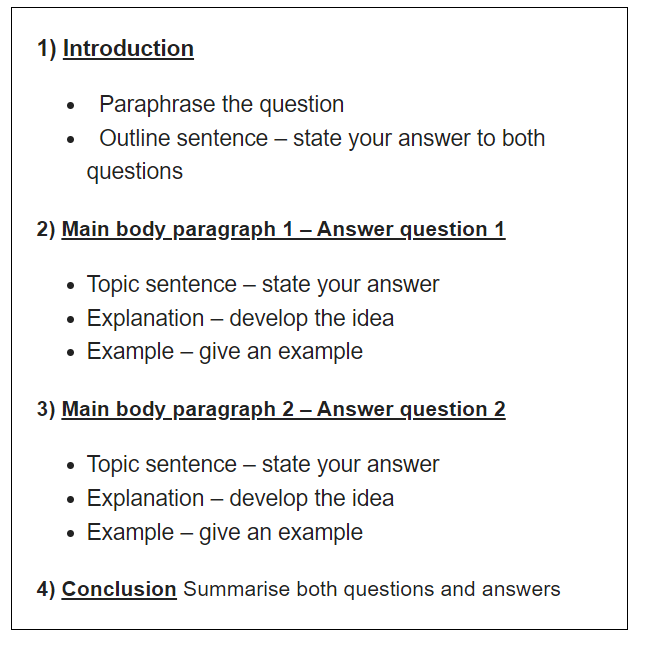 1) Introduction
• Paraphrase the question
• Outline sentence – state your answer to both
questions
2) Main body paragraph 1 – Answer question 1
• Topic sentence – state your answer
• Explanation – develop the idea
• Example – give an example
3) Main body paragraph 2 – Answer question 2
• Topic sentence – state your answer
• Explanation – develop the idea
• Example – give an example
4) Conclusion Summarise both questions and answers